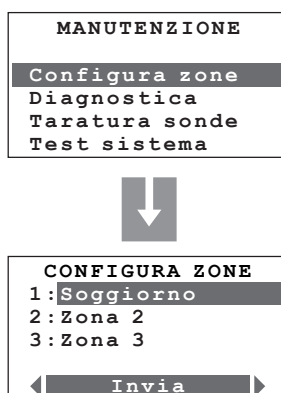 MANUTENZIONE
Configura zone
Diagnostica
Taratura sonde
Test sistema
CONFIGURA ZONE
1:Soggiorno
2:Zona 2
3:Zona 3
Invia